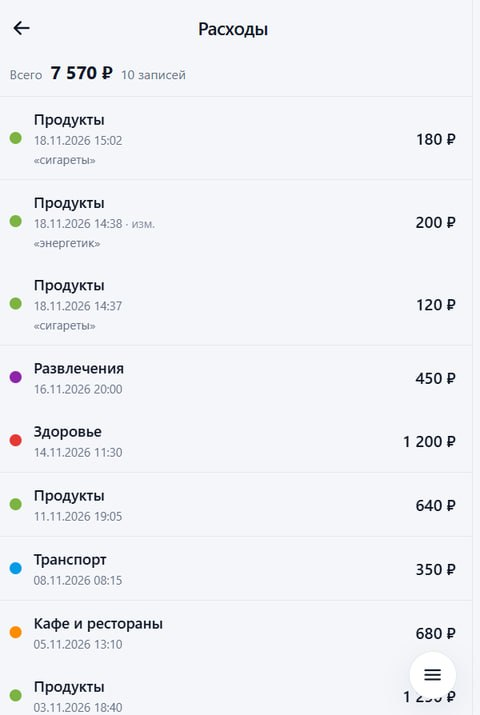 Расходы
Всего 7 570 ₽ 10 записей
Продукты
18.11.2026 15:02
«сигареты»
180 ₽
Продукты
18.11.2026 14:38 · изм.
«энергетик»
200 ₽
Продукты
18.11.2026 14:37
«сигареты»
120 ₽
Развлечения
16.11.2026 20:00
450 ₽
Здоровье
14.11.2026 11:30
1 200 ₽
Продукты
11.11.2026 19:05
640 ₽
Транспорт
08.11.2026 08:15
350 ₽
Кафе и рестораны
05.11.2026 13:10
680 ₽
Продукты
03.11.2026 18:40